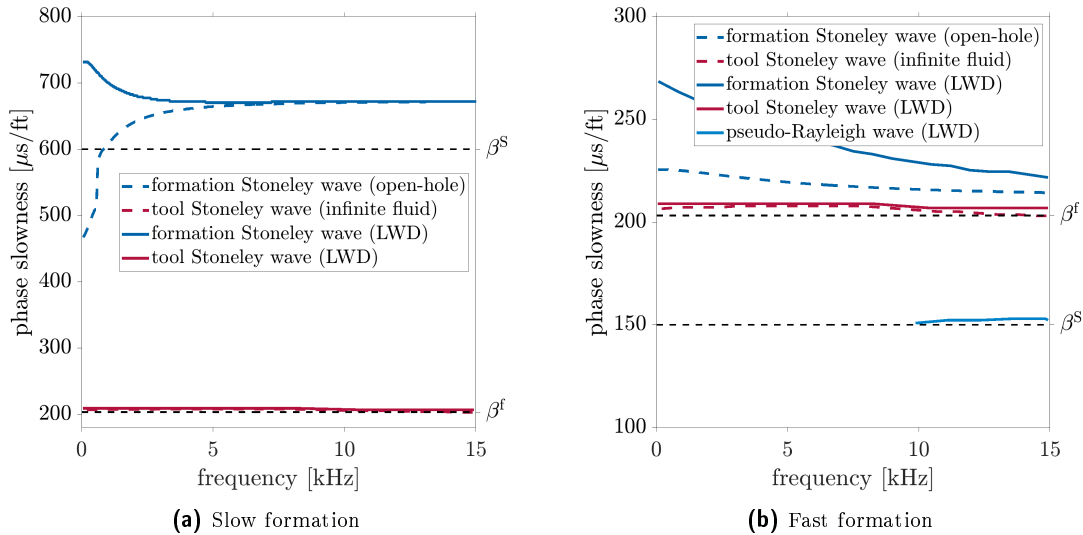 800
700
600
500
400
300
200
phase slowness [μs/ft]
β^S
β^f
formation Stoneley wave (open-hole)
tool Stoneley wave (infinite fluid)
formation Stoneley wave (LWD)
tool Stoneley wave (LWD)
0
5
10
15
frequency [kHz]
(a) Slow formation
300
250
200
150
100
phase slowness [μs/ft]
formation Stoneley wave (open-hole)
tool Stoneley wave (infinite fluid)
formation Stoneley wave (LWD)
tool Stoneley wave (LWD)
pseudo-Rayleigh wave (LWD)
β^f
β^S
0
5
10
15
frequency [kHz]
(b) Fast formation